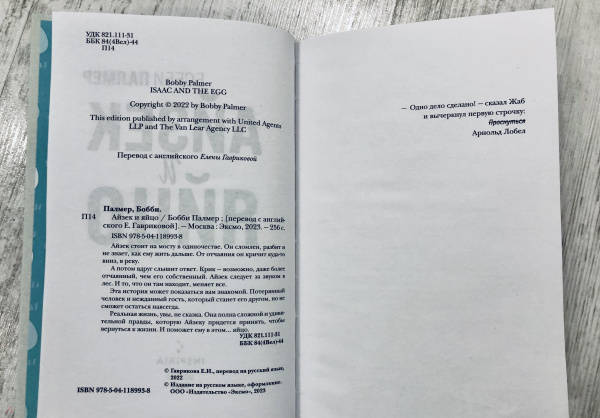 УДК 821.111-31
ББК 84(4Вел)-44
П14
Bobby Palmer
ISAAC AND THE EGG
Copyright © 2022 by Bobby Palmer
This edition published by arrangement with United Agents
LLP and The Van Lear Agency LLC
Перевод с английского Елены Гавриковой
Палмер, Бобби.
П14 Айзек и яйцо / Бобби Палмер ; [перевод с англий-
ского Е. Гавриковой]. — Москва : Эксмо, 2023. — 256 с.
ISBN 978-5-04-118993-8
Айзек стоит на мосту в одиночестве. Он сломлен, разбит и
не знает, как ему жить дальше. От отчаяния он кричит куда-то
вниз, в реку.
А потом вдруг слышит ответ. Крик — возможно, даже более
отчаянный, чем его собственный. Айзек следует за звуком в
лес. И то, что он там находит, меняет все.
Эта история может показаться вам знакомой. Потерянный
человек и нежданный гость, который станет его другом, но не
сможет остаться навсегда.
Реальная жизнь, увы, не сказка. Она полна сложной и удиви-
тельной правды, которую Айзеку придется принять, чтобы
вернуться к жизни. И поможет ему в этом... яйцо.
УДК 821.111-31
ББК 84(4Вел)-44
© Гаврикова Е.И., перевод на русский язык,
2022
© Издание на русском языке, оформление.
ООО «Издательство «Эксмо», 2023
ISBN 978-5-04-118993-8
— Одно дело сделано! — сказал Жаб
и вычеркнул первую строчку:
Проснуться
Арнольд Лобел